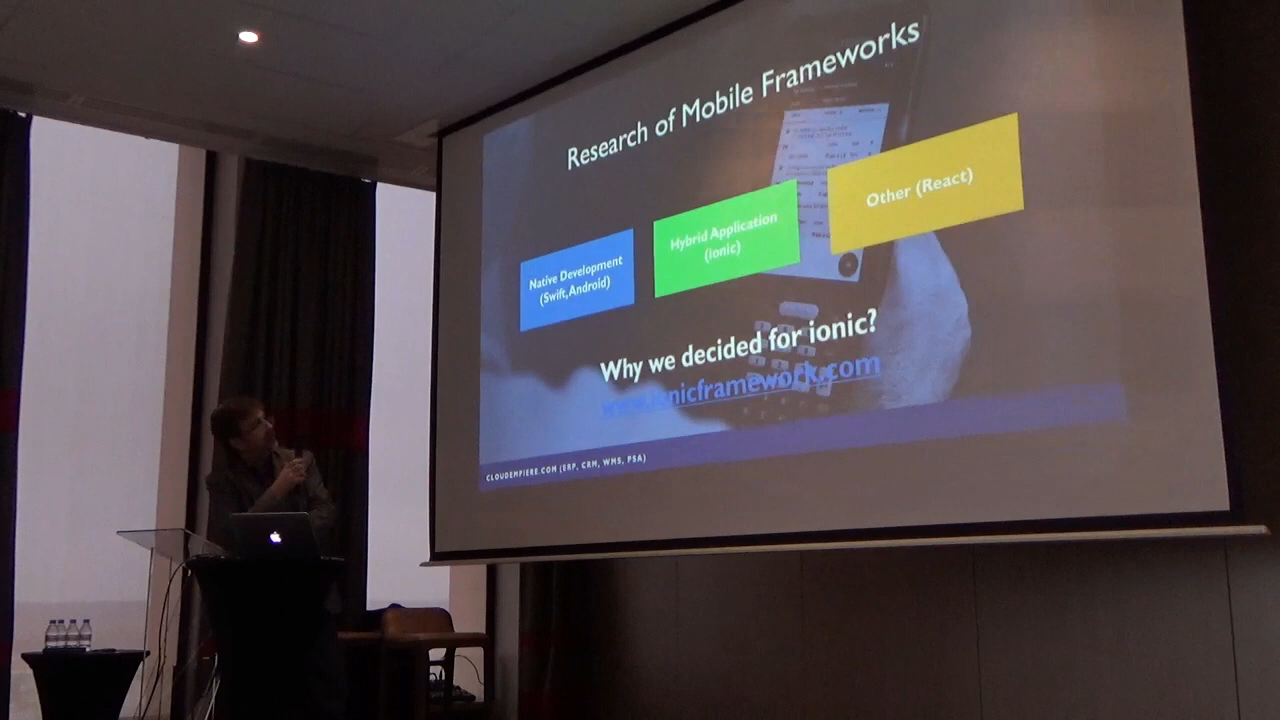 Research of Mobile Frameworks
Native Development
(Swift, Android)
Hybrid Application
(ionic)
Other (React)
Why we decided for ionic?
www.ionicframework.com
CLOUDEMPIERE.COM (ERP, CRM, WMS, PSA)